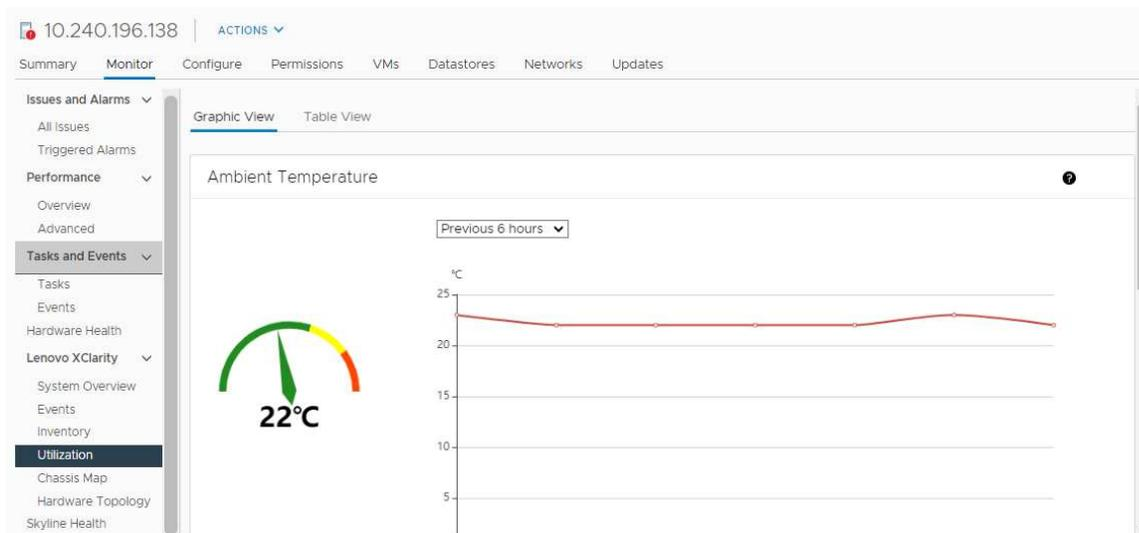 10.240.196.138 ACTIONS
Summary Monitor Configure Permissions VMs Datastores Networks Updates
Issues and Alarms
All Issues
Triggered Alarms
Performance
Overview
Advanced
Tasks and Events
Tasks
Events
Hardware Health
Lenovo XClarity
System Overview
Events
Inventory
Utilization
Chassis Map
Hardware Topology
Skyline Health
Graphic View Table View
Ambient Temperature ?
Previous 6 hours
22°C
°C
25
20
15
10
5